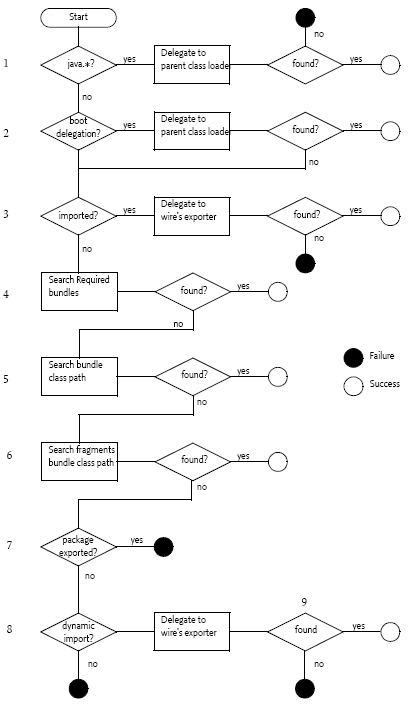 Start
no
1
java.*?
yes
Delegate to
parent class loader
found?
yes
no
2
boot
delegation?
yes
Delegate to
parent class loader
found?
yes
no
3
imported?
yes
Delegate to
wire's exporter
found?
yes
no
no
4
Search Required
bundles
found?
yes
no
5
Search bundle
class path
found?
yes
no
Failure
Success
6
Search fragments
bundle class path
found?
yes
no
7
package
exported?
yes
no
9
8
dynamic
import?
Delegate to
wire's exporter
found
yes
no
no